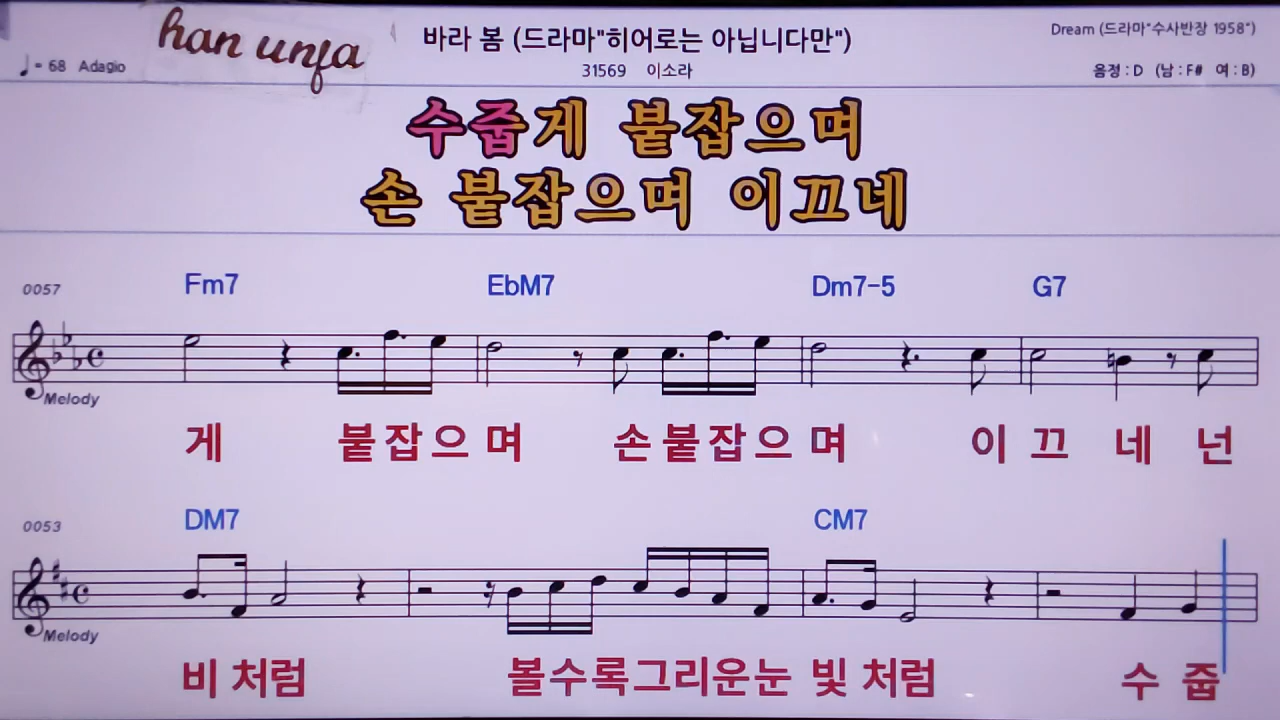 han unfa
바라 봄 (드라마"히어로는 아닙니다만")
Dream (드라마"수사반장 1958")
♩= 68 Adagio
31569 이소라
음정 : D (남 : F# 여 : B)
수줍게 붙잡으며
손 붙잡으며 이끄네
0057 Fm7 EbM7 Dm7-5 G7
Melody
게 붙잡으며 손붙잡으며 이끄네 넌
0053 DM7 CM7
Melody
비처럼 볼수록그리운눈빛처럼 수줍